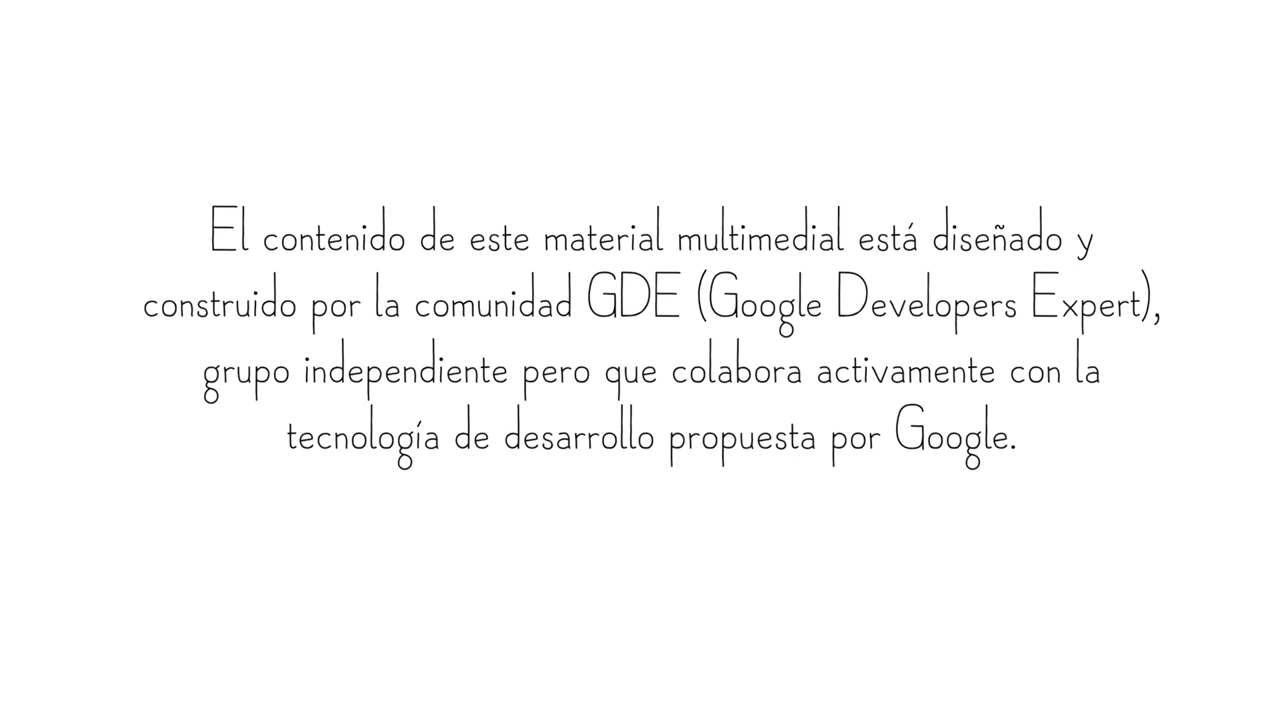 El contenido de este material multimedial está diseñado y
construido por la comunidad GDE (Google Developers Expert),
grupo independiente pero que colabora activamente con la
tecnología de desarrollo propuesta por Google.